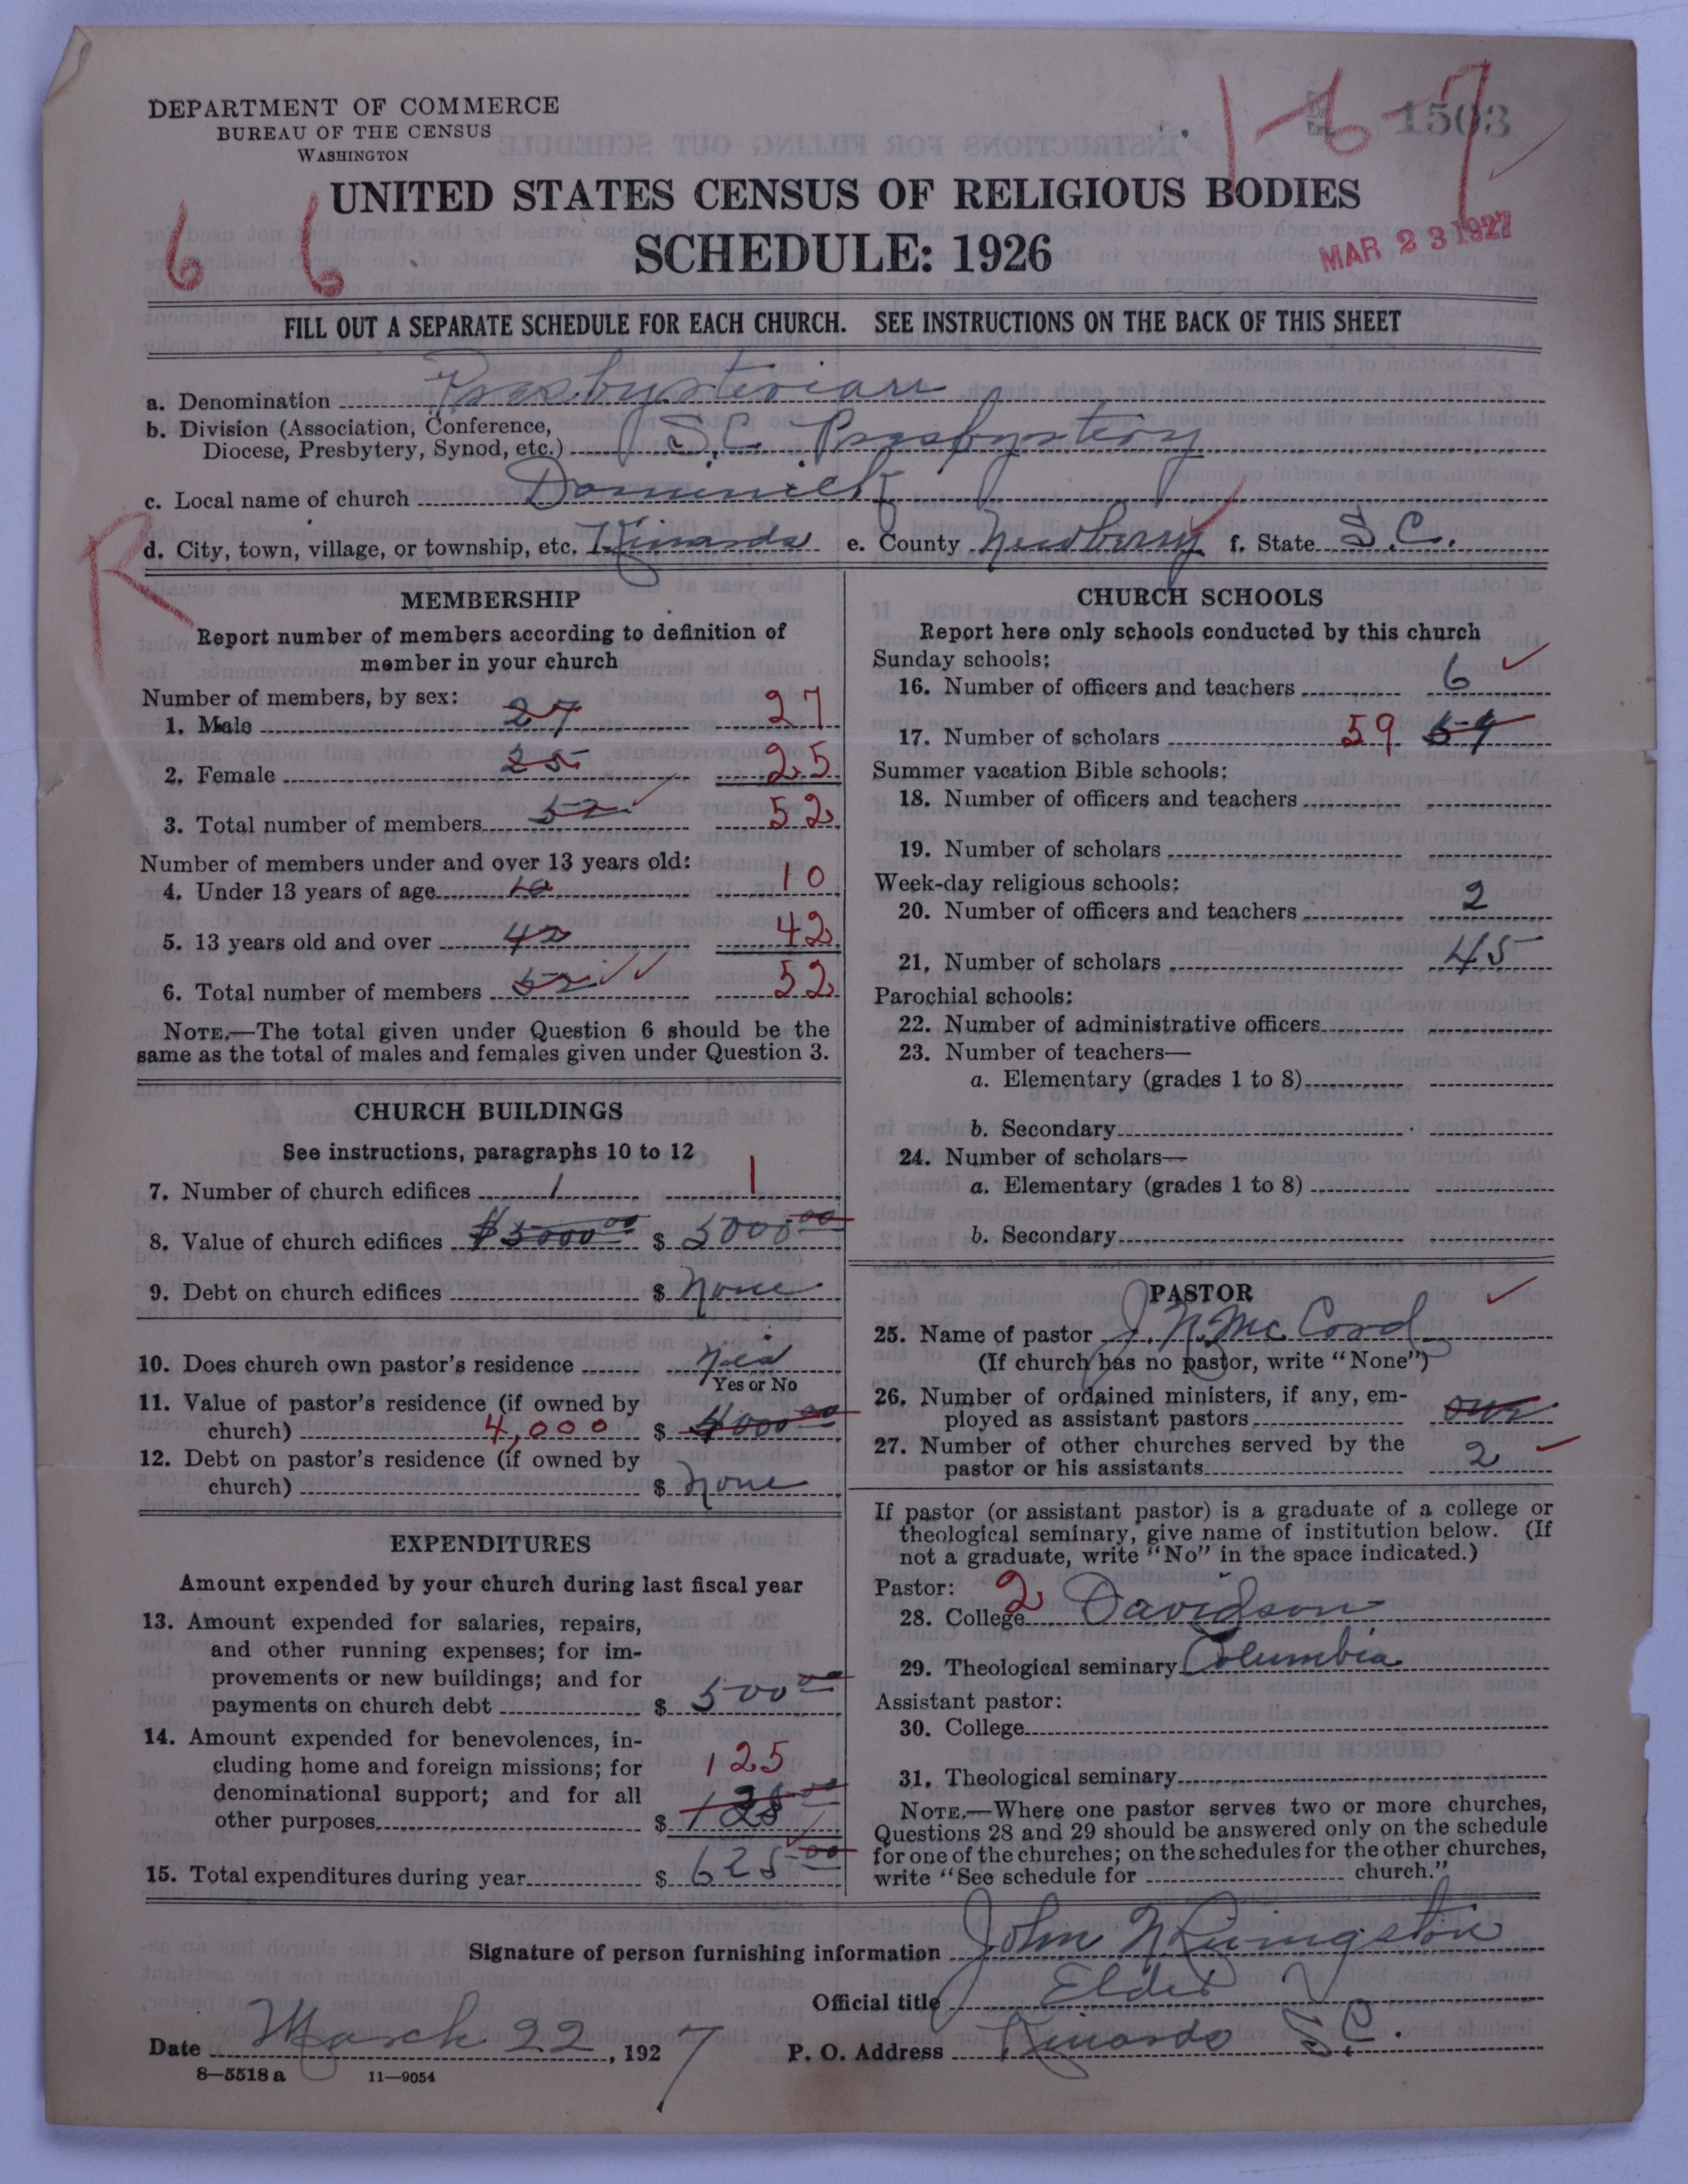 DEPARTMENT OF COMMERCE
BUREAU OF THE CENSUS
WASHINGTON
1-6-7
1503
UNITED STATES CENSUS OF RELIGIOUS BODIES
6 6
SCHEDULE: 1926
MAR 23 1927
FILL OUT A SEPARATE SCHEDULE FOR EACH CHURCH. SEE INSTRUCTIONS ON THE BACK OF THIS SHEET
a. Denomination Presbyterian
b. Division (Association, Conference,
Diocese, Presbytery, Synod, etc.) S.C. Presbystery
c. Local name of church Dominick
d. City, town, village, or township, etc. Kinards e. County Newberry f. State S.C.
R
MEMBERSHIP
Report number of members according to definition of
member in your church
Number of members, by sex:
1. Male 27 27
2. Female 25 25
3. Total number of members 52 52
Number of members under and over 13 years old:
4. Under 13 years of age 10 10
5. 13 years old and over 42 42
6. Total number of members 52 52
NOTE.—The total given under Question 6 should be the
same as the total of males and females given under Question 3.
CHURCH BUILDINGS
See instructions, paragraphs 10 to 12
7. Number of church edifices 1 1
8. Value of church edifices $5000 00 $ 5000 00
9. Debt on church edifices $ None
10. Does church own pastor's residence Yes
Yes or No
11. Value of pastor's residence (if owned by
church) 4,000 $ 4000 00
12. Debt on pastor's residence (if owned by
church) $ None
EXPENDITURES
Amount expended by your church during last fiscal year
13. Amount expended for salaries, repairs,
and other running expenses; for im-
provements or new buildings; and for
payments on church debt $ 500 00
14. Amount expended for benevolences, in-
cluding home and foreign missions; for 125
denominational support; and for all
other purposes $ 125 00
15. Total expenditures during year $ 625 00
CHURCH SCHOOLS
Report here only schools conducted by this church
Sunday schools:
16. Number of officers and teachers 6
17. Number of scholars 59 59
Summer vacation Bible schools:
18. Number of officers and teachers
19. Number of scholars
Week-day religious schools:
20. Number of officers and teachers 2
21. Number of scholars 45
Parochial schools:
22. Number of administrative officers
23. Number of teachers—
a. Elementary (grades 1 to 8)
b. Secondary
24. Number of scholars—
a. Elementary (grades 1 to 8)
b. Secondary
PASTOR
25. Name of pastor J. N. McCord
(If church has no pastor, write "None")
26. Number of ordained ministers, if any, em-
ployed as assistant pastors one
27. Number of other churches served by the
pastor or his assistants 2
If pastor (or assistant pastor) is a graduate of a college or
theological seminary, give name of institution below. (If
not a graduate, write "No" in the space indicated.)
Pastor: 2
28. College Davidson
29. Theological seminary Columbia
Assistant pastor:
30. College
31. Theological seminary
NOTE.—Where one pastor serves two or more churches,
Questions 28 and 29 should be answered only on the schedule
for one of the churches; on the schedules for the other churches,
write "See schedule for church."
Signature of person furnishing information John N Livingston
Official title Elder
Date March 22, 1927 P. O. Address Kinards S.C.
8—5518 a 11—9054